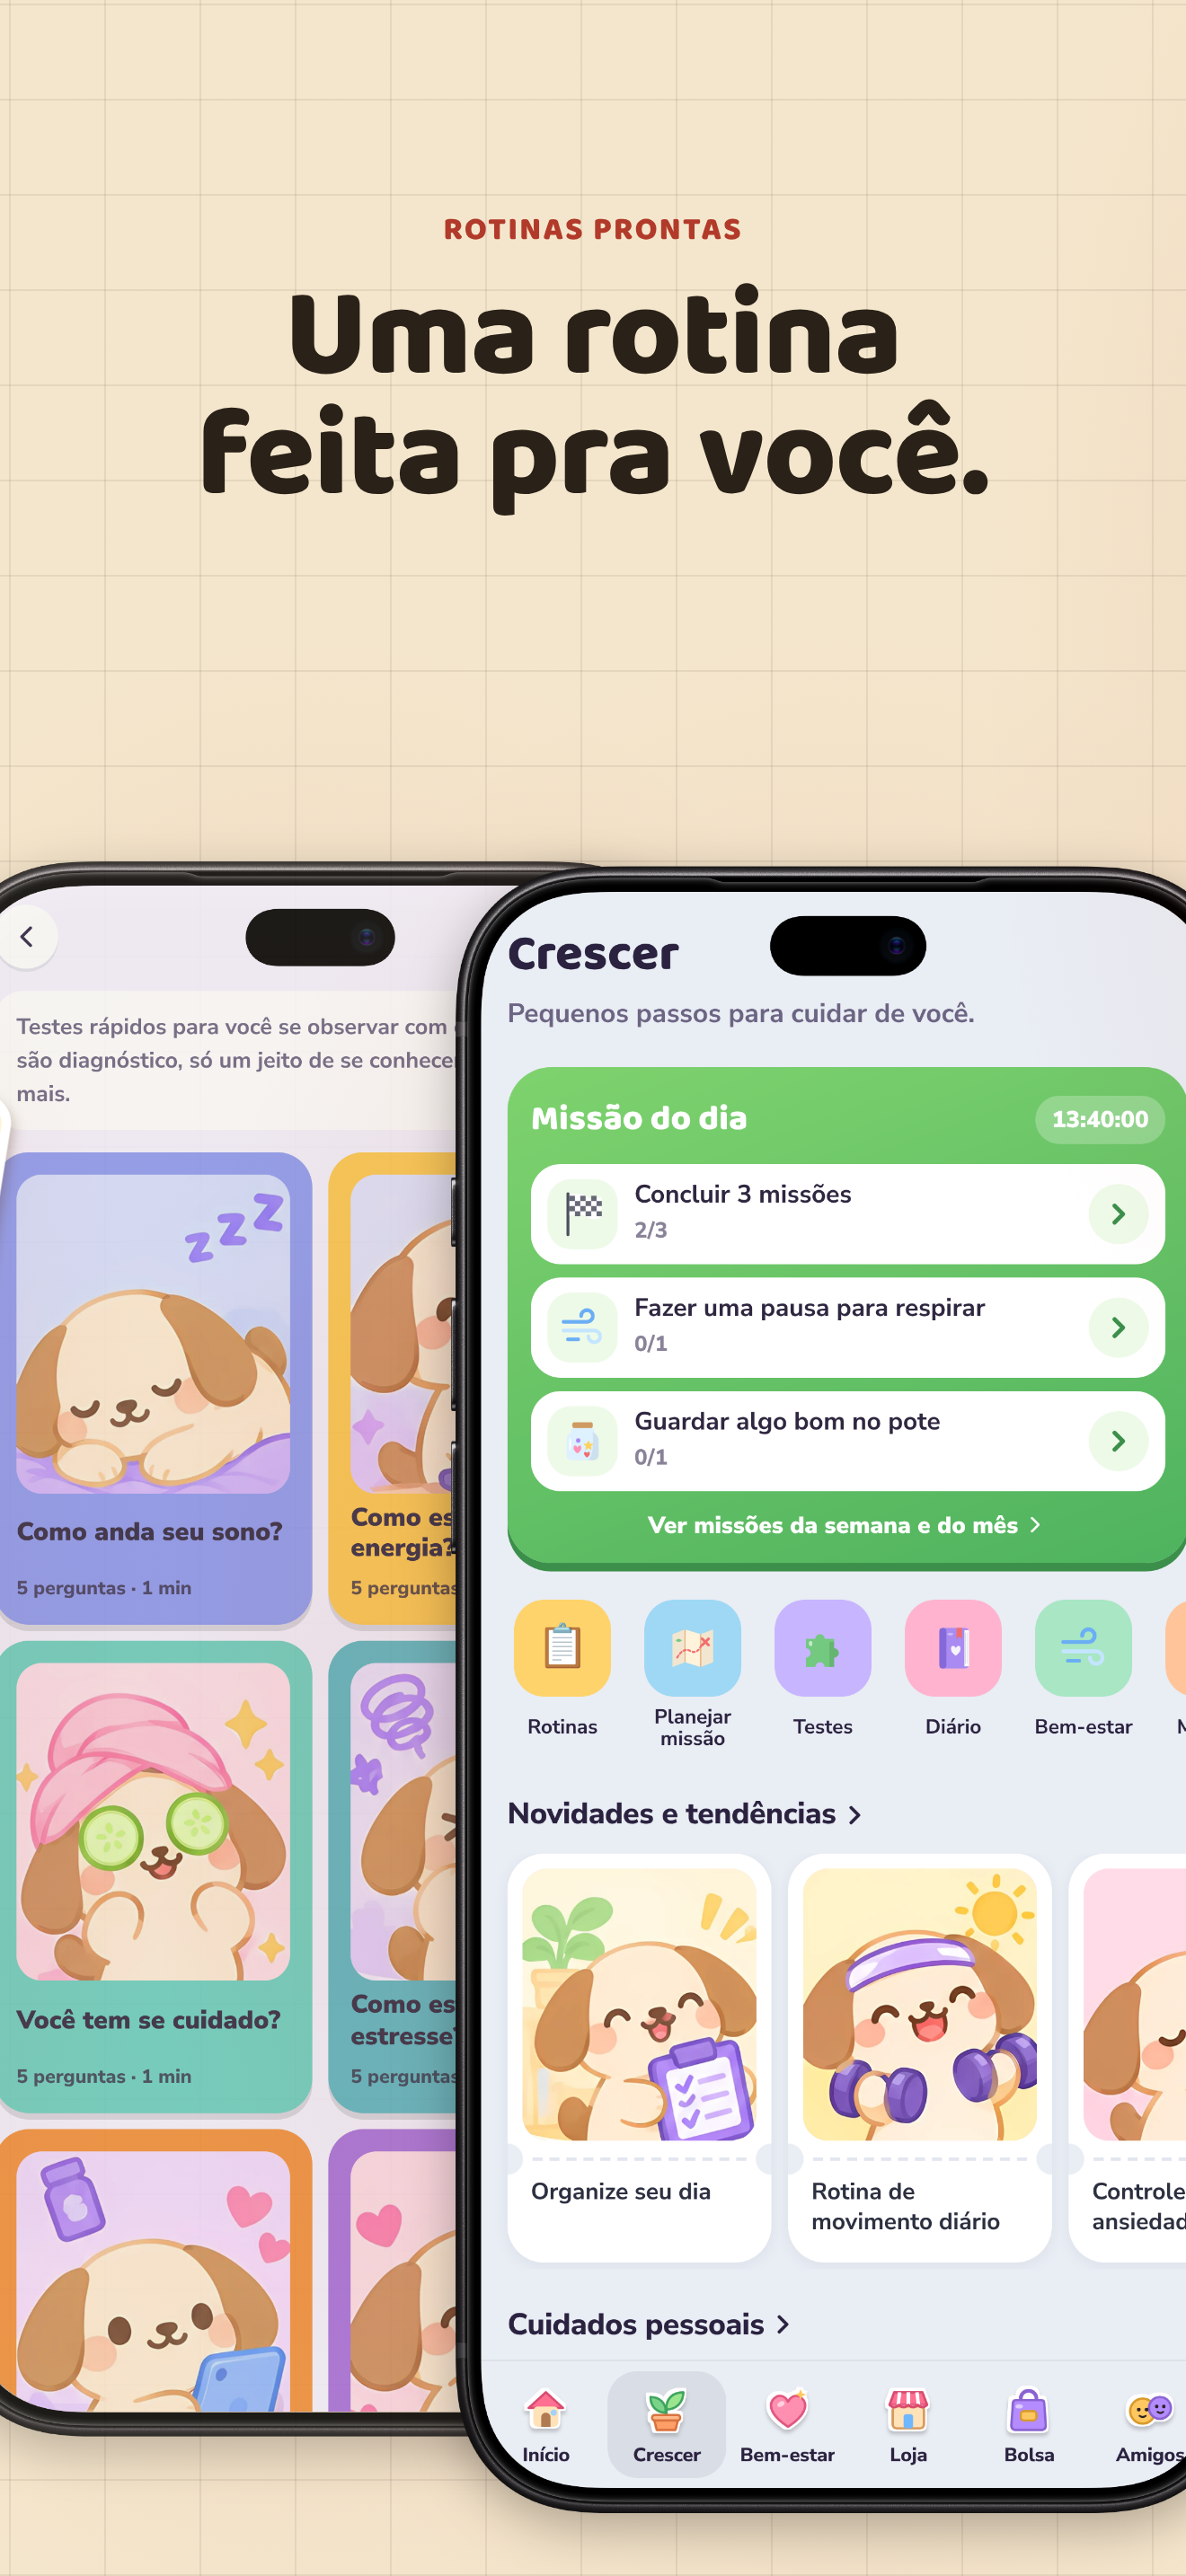 ROTINAS PRONTAS
Uma rotina
feita pra você.
Testes rápidos para você se observar com
são diagnóstico, só um jeito de se conhecer
mais.
zzz
Como anda seu sono?
5 perguntas · 1 min
Como
energia?
5 perguntas
Você tem se cuidado?
5 perguntas · 1 min
Como
estresse?
5 perguntas
Crescer
Pequenos passos para cuidar de você.
Missão do dia
13:40:00
Concluir 3 missões
2/3
Fazer uma pausa para respirar
0/1
Guardar algo bom no pote
0/1
Ver missões da semana e do mês
Rotinas
Planejar
missão
Testes
Diário
Bem-estar
Novidades e tendências
Organize seu dia
Rotina de
movimento diário
Controle
Cuidados pessoais
Início
Crescer
Bem-estar
Loja
Bolsa
Amigos